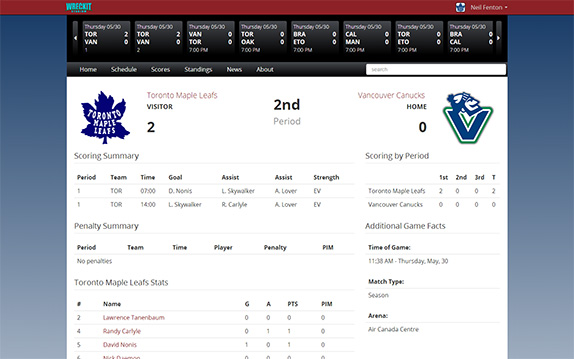 WRECKIT
Neil Fenton
Thursday 05/30 Thursday 05/30 Thursday 05/30 Thursday 05/30 Thursday 05/30 Thursday 05/30 Thursday 05/30 Thursday 05/30
TOR 2 TOR 2 VAN 0 TOR 0 BRA 0 CAL 0 TOR 0 BRA 0
VAN 0 VAN 0 TOR 0 OAK 0 ETO 0 MAN 0 ETO 0 CAL 0
1 2 7:00 PM 7:00 PM 7:00 PM 7:00 PM 7:00 PM 7:00 PM
Home Schedule Scores Standings News About search
TORONTO
MAPLE
LEAFS
Toronto Maple Leafs
VISITOR
2
2nd
Period
Vancouver Canucks
HOME
0
Scoring Summary
Period Team Time Goal Assist Assist Strength
1 TOR 07:00 D. Nonis L. Skywalker A. Lover EV
1 TOR 14:00 L. Skywalker R. Carlyle A. Lover EV
Penalty Summary
Period Team Time Player Penalty PIM
No penalties
Toronto Maple Leafs Stats
# Name G A PTS PIM
2 Lawrence Tanenbaum 0 0 0 0
4 Randy Carlyle 0 1 1 0
5 David Nonis 1 0 1 0
Scoring by Period
1st 2nd 3rd T
Toronto Maple Leafs 2 0 0 2
Vancouver Canucks 0 0 0 0
Additional Game Facts
Time of Game:
11:38 AM - Thursday, May, 30
Match Type:
Season
Arena:
Air Canada Centre